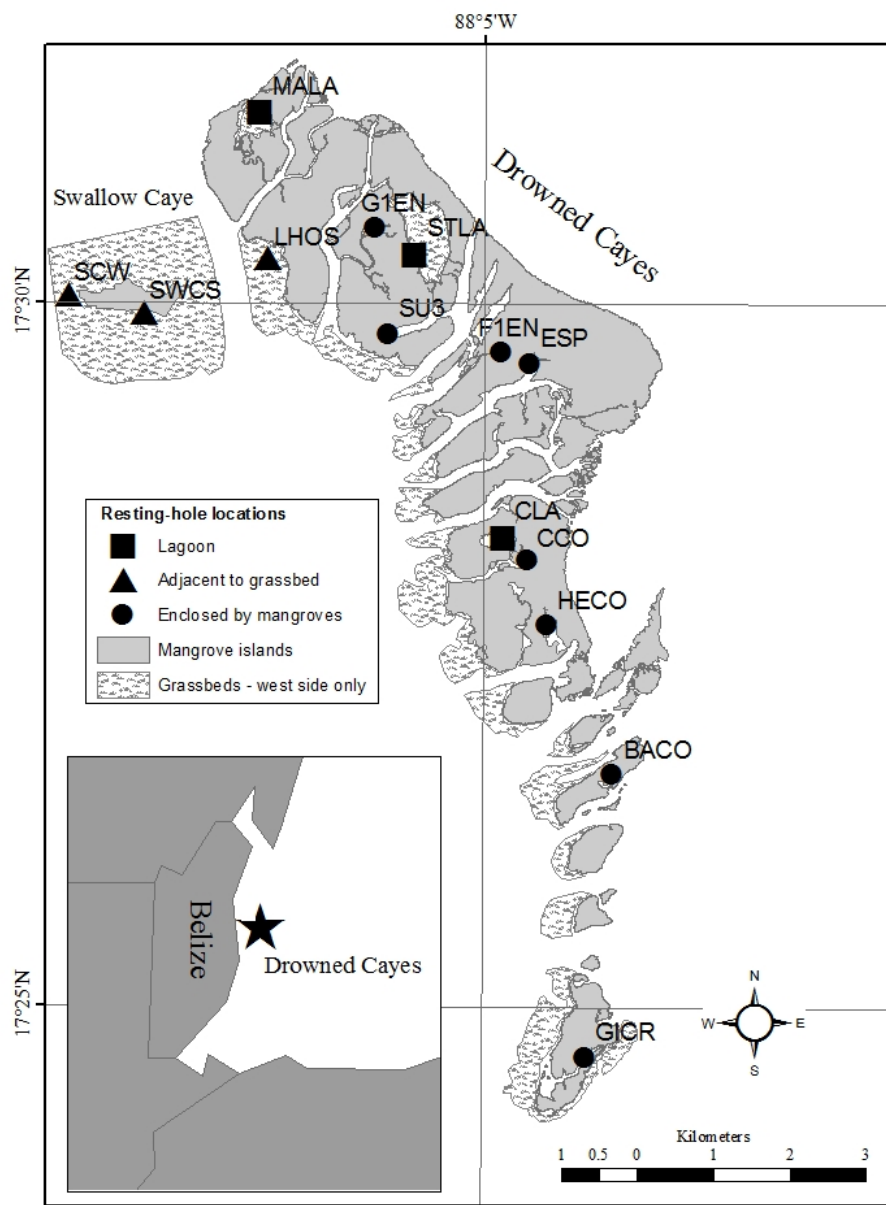 88°5'W
MALA
Drowned Cayes
Swallow Caye
G1EN
STLA
LHOS
SCW
SWCS
17°30'N
SU3
F1EN
ESP
Resting-hole locations
Lagoon
Adjacent to grassbed
Enclosed by mangroves
Mangrove islands
Grassbeds - west side only
CLA
CCO
HECO
BACO
Belize
Drowned Cayes
17°25'N
N
W
E
S
GICR
Kilometers
1 0.5 0 1 2 3